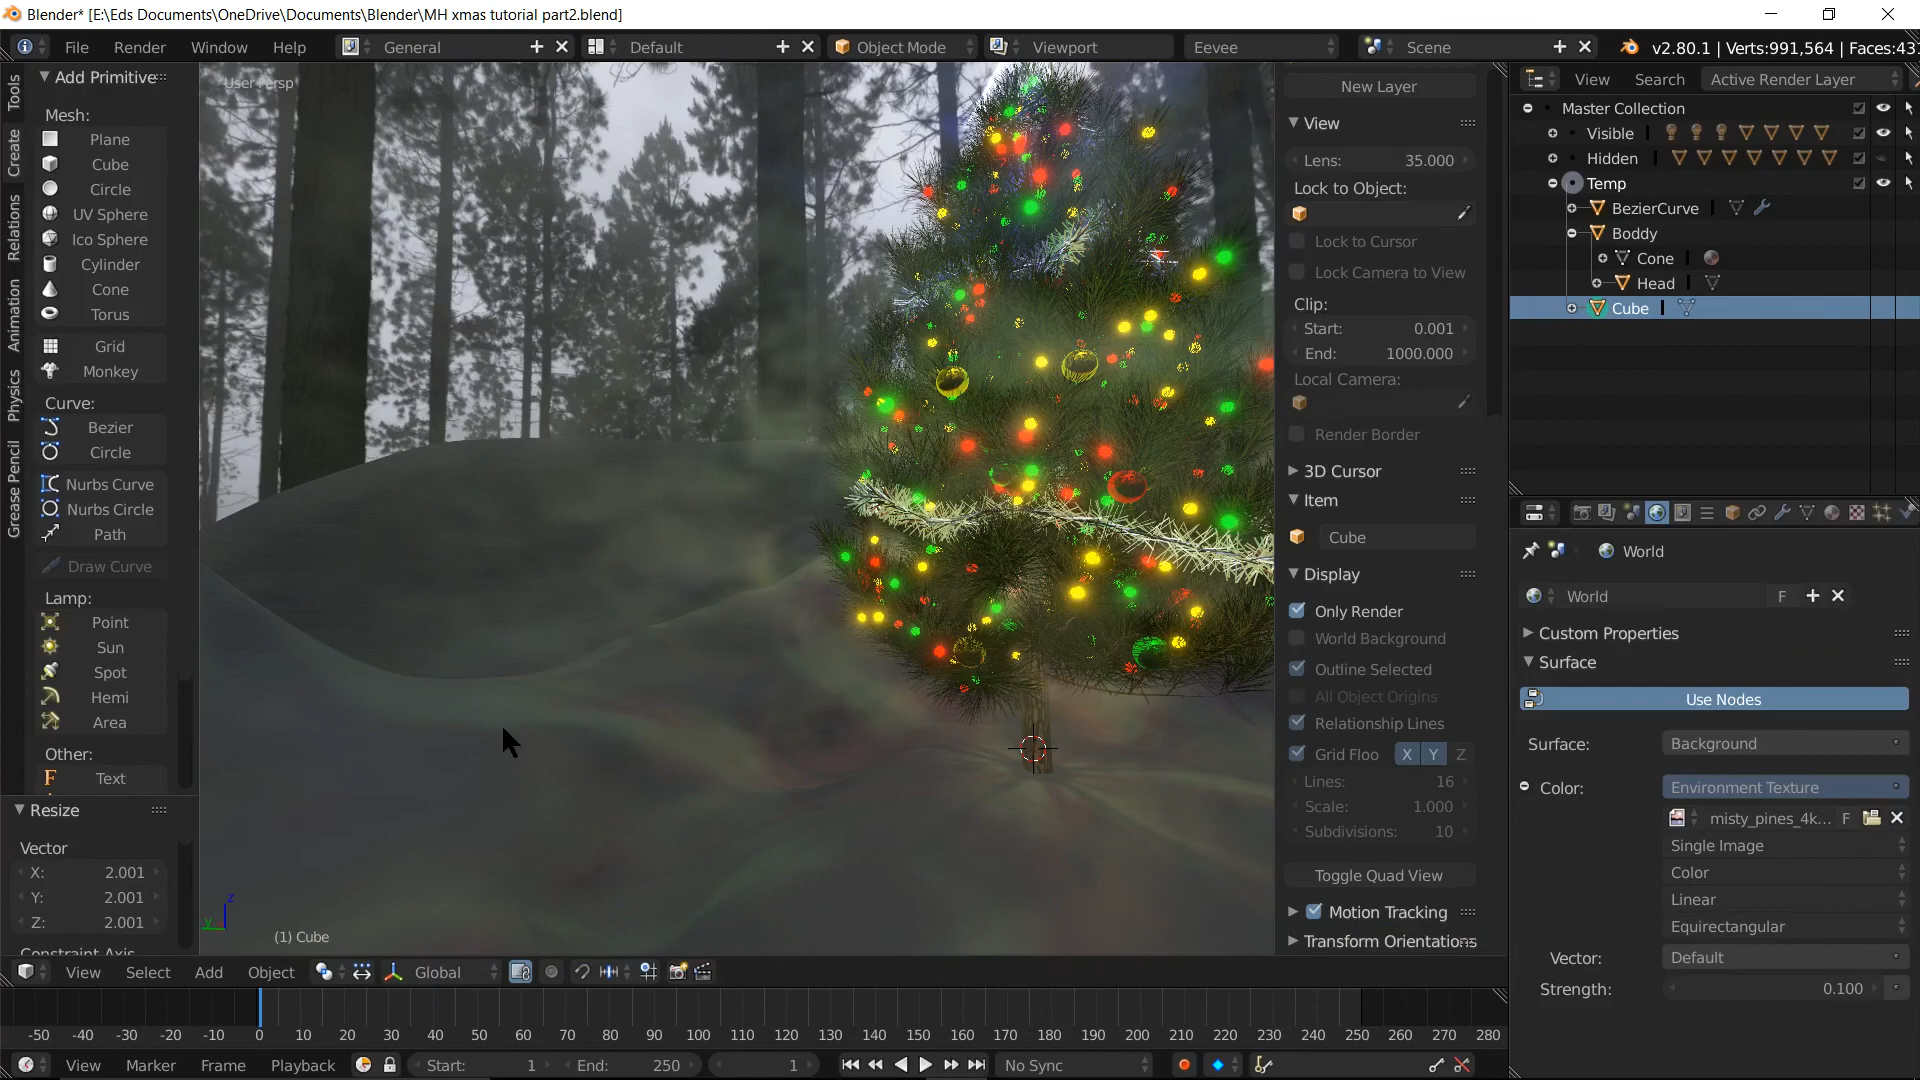 Blender* [E:\Eds Documents\OneDrive\Documents\Blender\MH xmas tutorial part2.blend]
File Render Window Help General Default Object Mode Viewport Eevee Scene v2.80.1 | Verts:991,564 | Faces:431
Tools
Create
Relations
Animation
Physics
Grease Pencil
Add Primitive
Mesh:
Plane
Cube
Circle
UV Sphere
Ico Sphere
Cylinder
Cone
Torus
Grid
Monkey
Curve:
Bezier
Circle
Nurbs Curve
Nurbs Circle
Path
Draw Curve
Lamp:
Point
Sun
Spot
Hemi
Area
Other:
Text
Resize
Vector
X: 2.001
Y: 2.001
Z: 2.001
Constraint Axis
User Persp
z
y
(1) Cube
New Layer
View
Lens: 35.000
Lock to Object:
Lock to Cursor
Lock Camera to View
Clip:
Start: 0.001
End: 1000.000
Local Camera:
Render Border
3D Cursor
Item
Cube
Display
Only Render
World Background
Outline Selected
All Object Origins
Relationship Lines
Grid Floo X Y Z
Lines: 16
Scale: 1.000
Subdivisions: 10
Toggle Quad View
Motion Tracking
Transform Orientations
View Search Active Render Layer
Master Collection
Visible
Hidden
Temp
BezierCurve
Boddy
Cone
Head
Cube
World
World F
Custom Properties
Surface
Use Nodes
Surface: Background
Color: Environment Texture
misty_pines_4k... F
Single Image
Color
Linear
Equirectangular
Vector: Default
Strength: 0.100
View Select Add Object Global
-50 -40 -30 -20 -10 0 10 20 30 40 50 60 70 80 90 100 110 120 130 140 150 160 170 180 190 200 210 220 230 240 250 260 270 280
View Marker Frame Playback Start: 1 End: 250 1 No Sync